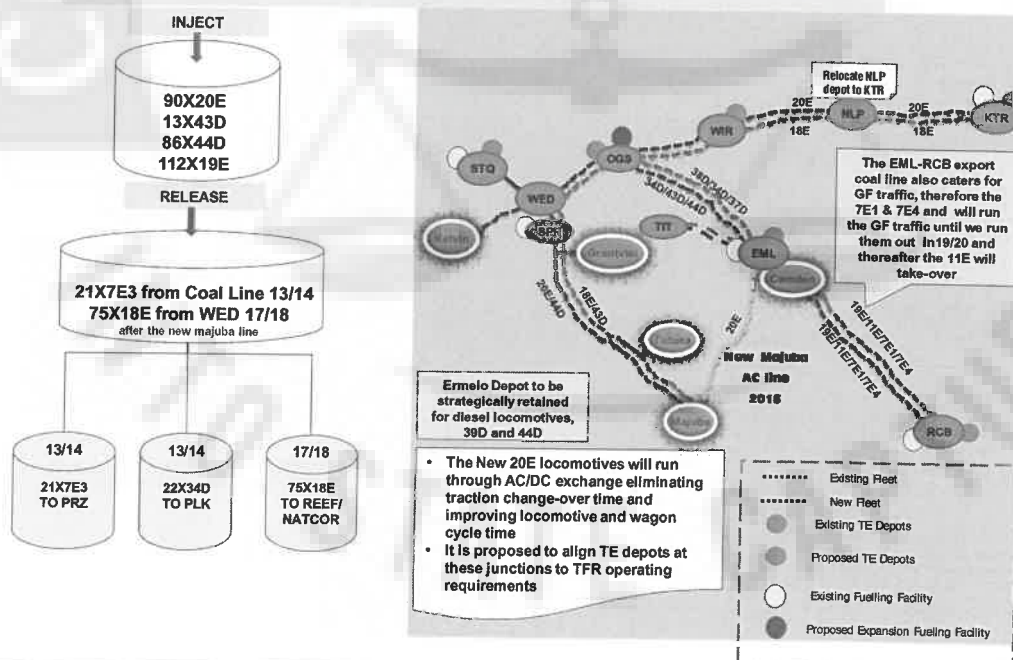 INJECT
90X20E
13X43D
86X44D
112X19E
RELEASE
21X7E3 from Coal Line 13/14
75X18E from WED 17/18
after the new majuba line
13/14
21X7E3
TO PRZ
13/14
22X34D
TO PLK
17/18
75X18E
TO REEF/
NATCOR
Relocate NLP
depot to KTR
20E
18E
NLP
20E
18E
KTR
WIR
OGS
STQ
WED
38D/34D/37D
34D/43D/44D
TIT
EML
20E/44D
18E/43D
20E
New Majuba
AC line
2015
19E/11E/7E1/7E4
19E/11E/7E1/7E4
RCB
The EML-RCB export
coal line also caters for
GF traffic, therefore the
7E1 & 7E4 and will run
the GF traffic until we run
them out In19/20 and
thereafter the 11E will
take-over
Ermelo Depot to be
strategically retained
for diesel locomotives,
39D and 44D
• The New 20E locomotives will run
through AC/DC exchange eliminating
traction change-over time and
improving locomotive and wagon
cycle time
• It is proposed to align TE depots at
these junctions to TFR operating
requirements
Existing Fleet
New Fleet
Existing TE Depots
Proposed TE Depots
Existing Fuelling Facility
Proposed Expansion Fueling Facility